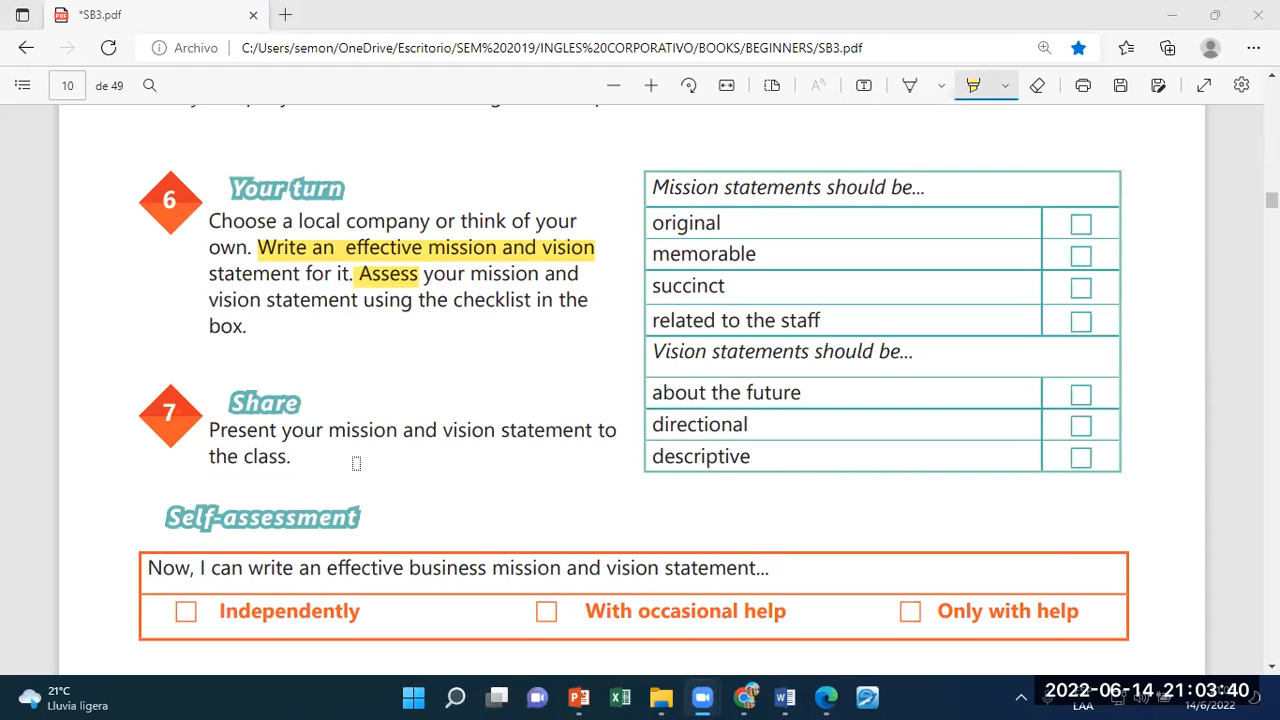 *SB3.pdf
Archivo C:/Users/semon/OneDrive/Escritorio/SEM%202019/INGLES%20CORPORATIVO/BOOKS/BEGINNERS/SB3.pdf
10 de 49
6 Your turn
Choose a local company or think of your
own. Write an effective mission and vision
statement for it. Assess your mission and
vision statement using the checklist in the
box.
7 Share
Present your mission and vision statement to
the class.
Mission statements should be...
original
memorable
succinct
related to the staff
Vision statements should be...
about the future
directional
descriptive
Self-assessment
Now, I can write an effective business mission and vision statement...
Independently With occasional help Only with help
21°C
Lluvia ligera
2022-06-14 21:03:40
LAA
14/6/2022